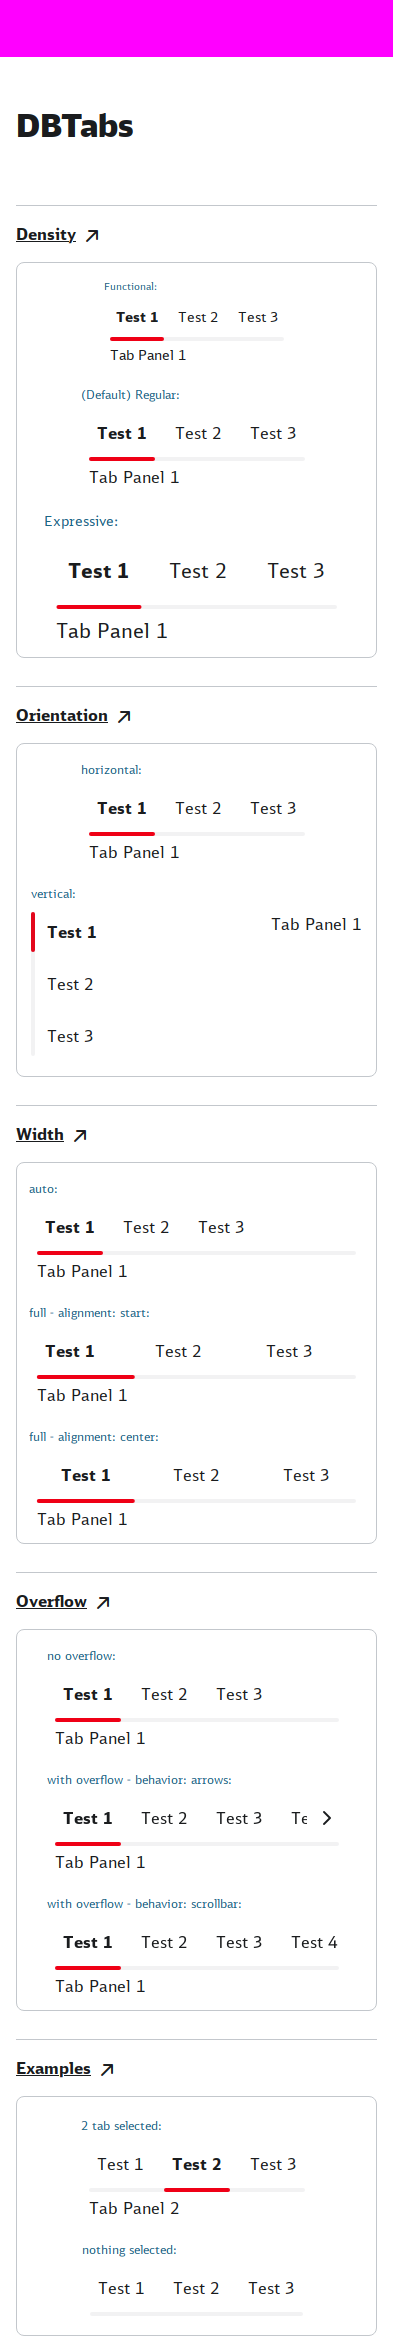 DBTabs
Density
Functional:
Test 1 Test 2 Test 3
Tab Panel 1
(Default) Regular:
Test 1 Test 2 Test 3
Tab Panel 1
Expressive:
Test 1 Test 2 Test 3
Tab Panel 1
Orientation
horizontal:
Test 1 Test 2 Test 3
Tab Panel 1
vertical:
Test 1 Tab Panel 1
Test 2
Test 3
Width
auto:
Test 1 Test 2 Test 3
Tab Panel 1
full - alignment: start:
Test 1 Test 2 Test 3
Tab Panel 1
full - alignment: center:
Test 1 Test 2 Test 3
Tab Panel 1
Overflow
no overflow:
Test 1 Test 2 Test 3
Tab Panel 1
with overflow - behavior: arrows:
Test 1 Test 2 Test 3 Te
Tab Panel 1
with overflow - behavior: scrollbar:
Test 1 Test 2 Test 3 Test 4
Tab Panel 1
Examples
2 tab selected:
Test 1 Test 2 Test 3
Tab Panel 2
nothing selected:
Test 1 Test 2 Test 3